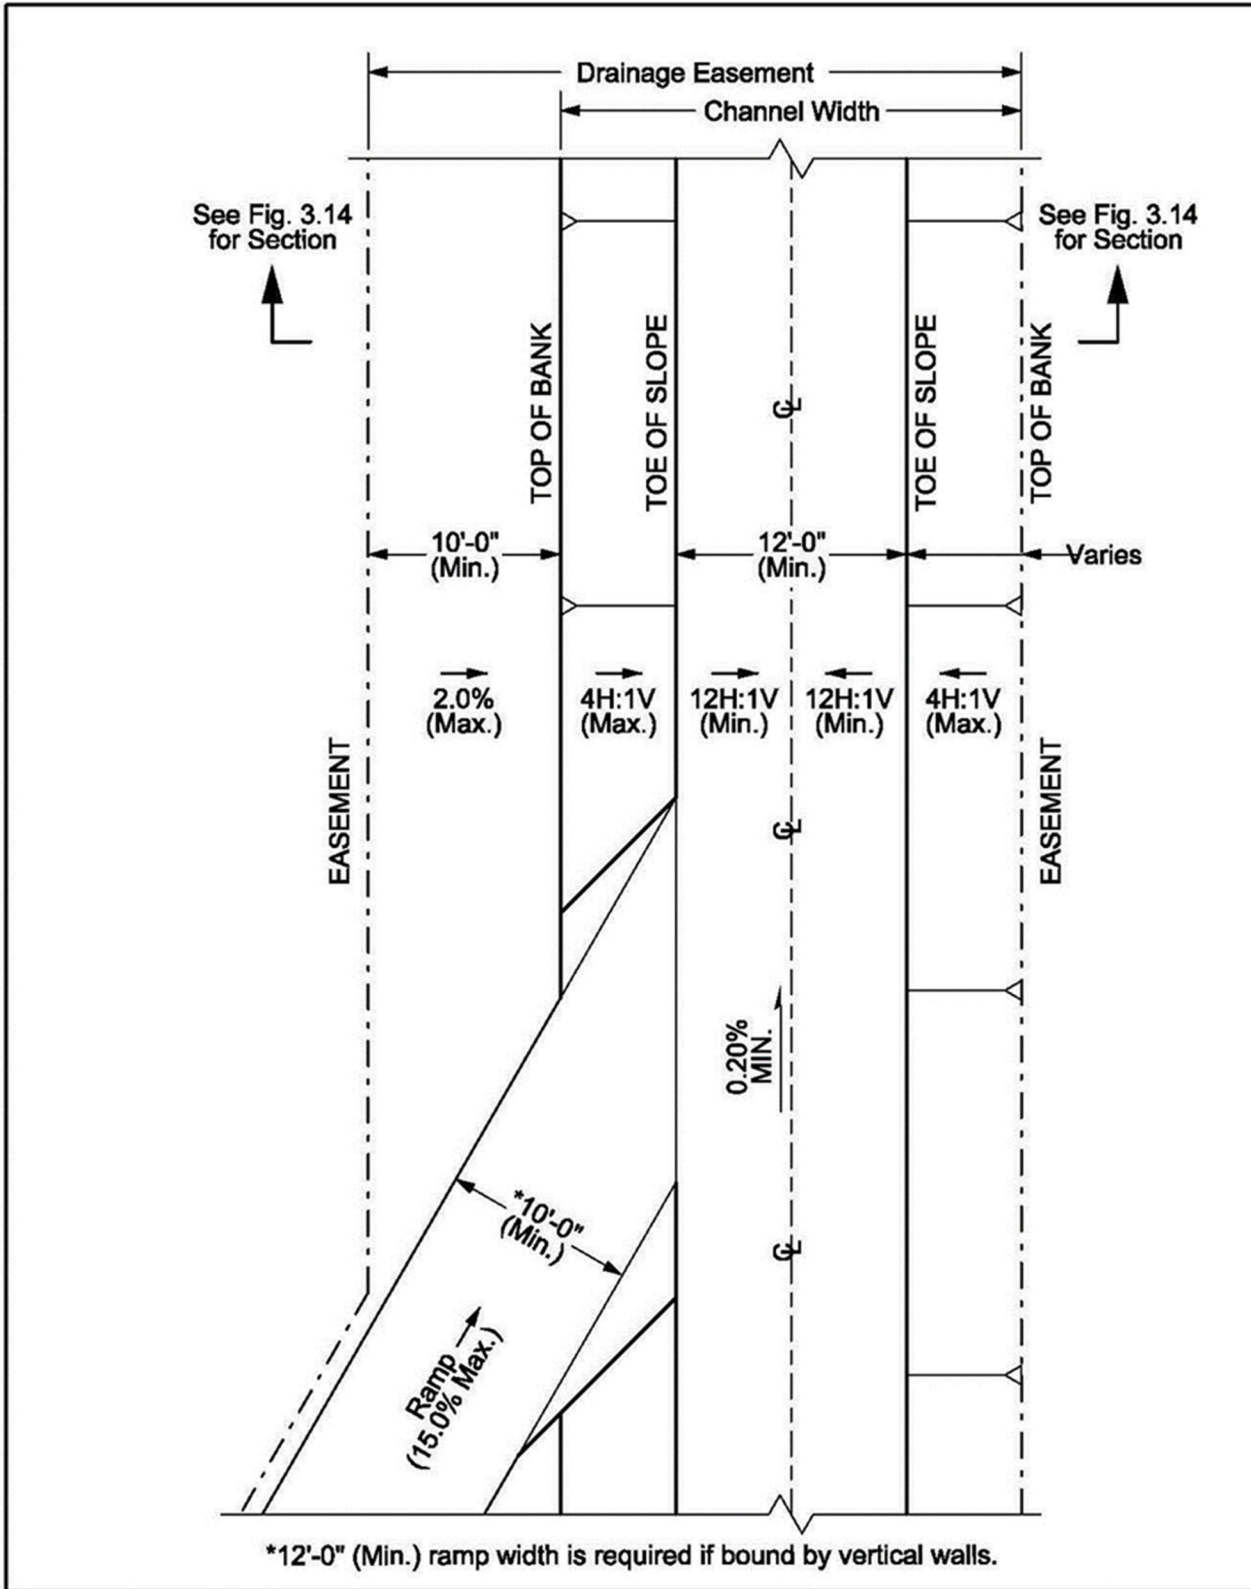 Drainage Easement
Channel Width
See Fig. 3.14
for Section
See Fig. 3.14
for Section
TOP OF BANK
TOE OF SLOPE
TOE OF SLOPE
TOP OF BANK
℄
10'-0"
(Min.)
12'-0"
(Min.)
Varies
2.0%
(Max.)
4H:1V
(Max.)
12H:1V
(Min.)
12H:1V
(Min.)
4H:1V
(Max.)
EASEMENT
EASEMENT
℄
0.20%
MIN.
*10'-0"
(Min.)
℄
Ramp
(15.0% Max.)
*12'-0" (Min.) ramp width is required if bound by vertical walls.